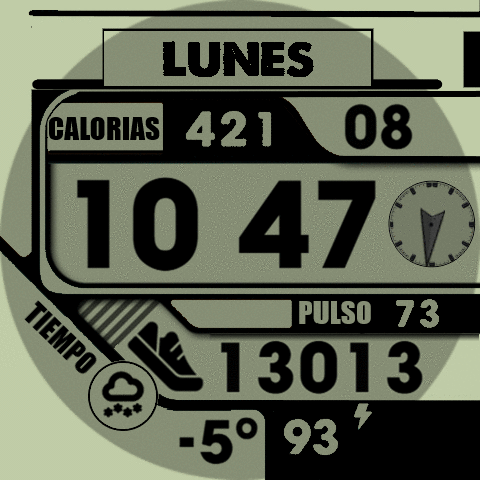 LUNES
CALORIAS 421 08
10 47
PULSO 73
TIEMPO
13013
-5° 93